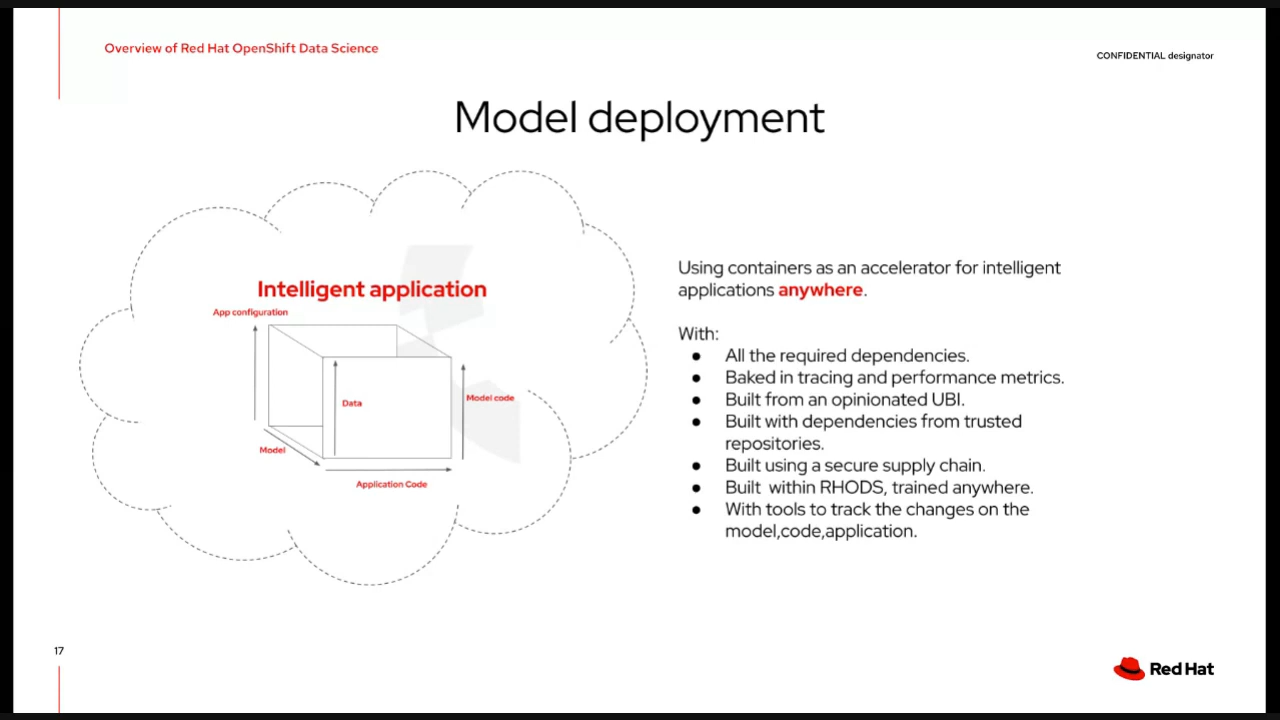 Overview of Red Hat OpenShift Data Science
CONFIDENTIAL designator
Model deployment
Intelligent application
App configuration
Data
Model code
Model
Application Code
Using containers as an accelerator for intelligent
applications anywhere.
With:
● All the required dependencies.
● Baked in tracing and performance metrics.
● Built from an opinionated UBI.
● Built with dependencies from trusted
repositories.
● Built using a secure supply chain.
● Built  within RHODS, trained anywhere.
● With tools to track the changes on the
model,code,application.
17
Red Hat